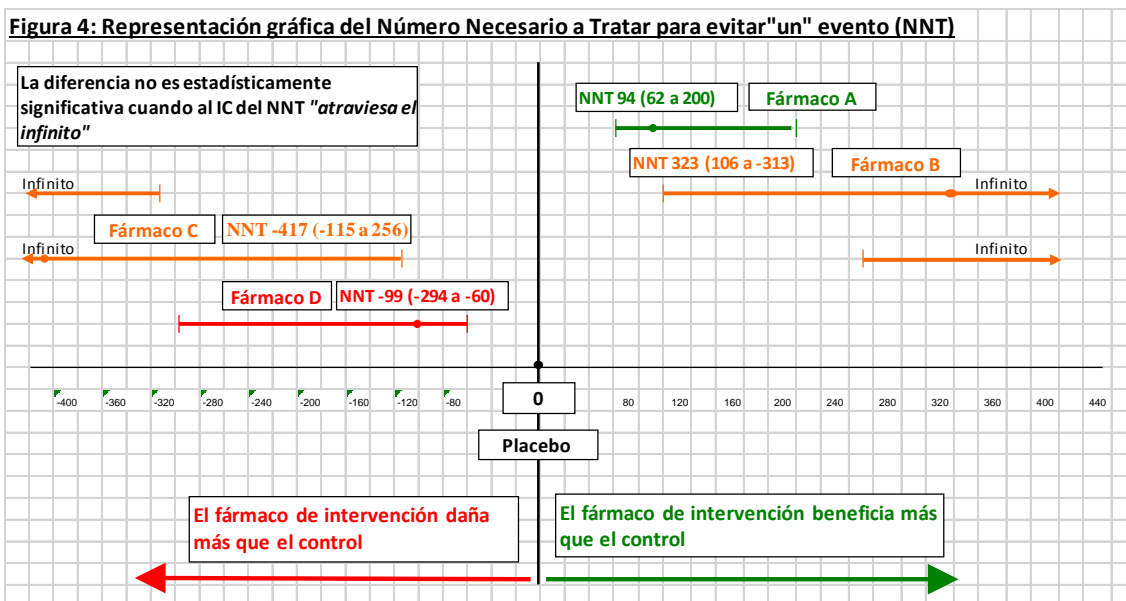 Figura 4: Representación gráfica del Número Necesario a Tratar para evitar"un" evento (NNT)
La diferencia no es estadísticamente
significativa cuando al IC del NNT "atraviesa el
infinito"
NNT 94 (62 a 200)
Fármaco A
NNT 323 (106 a -313)
Fármaco B
Infinito
Infinito
Fármaco C
NNT -417 (-115 a 256)
Infinito
Infinito
Fármaco D
NNT -99 (-294 a -60)
-400 -360 -320 -280 -240 -200 -160 -120 -80 0 80 120 160 200 240 280 320 360 400 440
Placebo
El fármaco de intervención daña
más que el control
El fármaco de intervención beneficia más
que el control